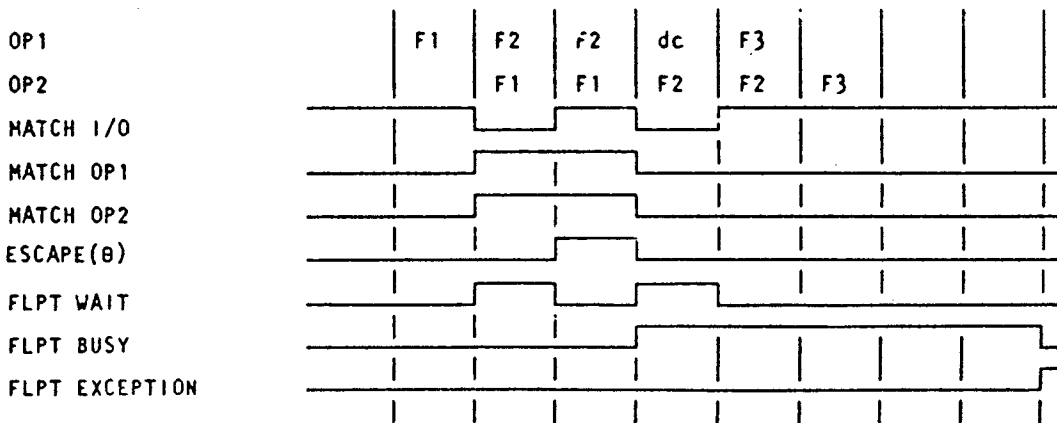 OP1 F1 F2 F2 dc F3
OP2 F1 F1 F2 F2 F3
MATCH I/O
MATCH OP1
MATCH OP2
ESCAPE(0)
FLPT WAIT
FLPT BUSY
FLPT EXCEPTION